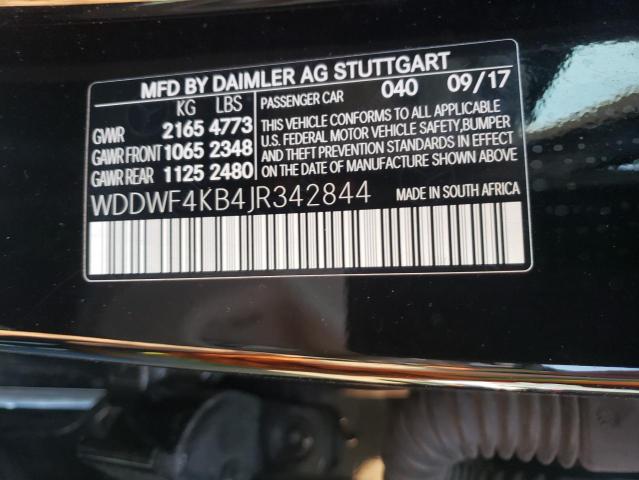 MFD BY DAIMLER AG STUTTGART
KG LBS
GVWR 2165 4773
GAWR FRONT 1065 2348
GAWR REAR 1125 2480
PASSENGER CAR 040 09/17
THIS VEHICLE CONFORMS TO ALL APPLICABLE
U.S. FEDERAL MOTOR VEHICLE SAFETY,BUMPER
AND THEFT PREVENTION STANDARDS IN EFFECT
ON THE DATE OF MANUFACTURE SHOWN ABOVE.
WDDWF4KB4JR342844
MADE IN SOUTH AFRICA